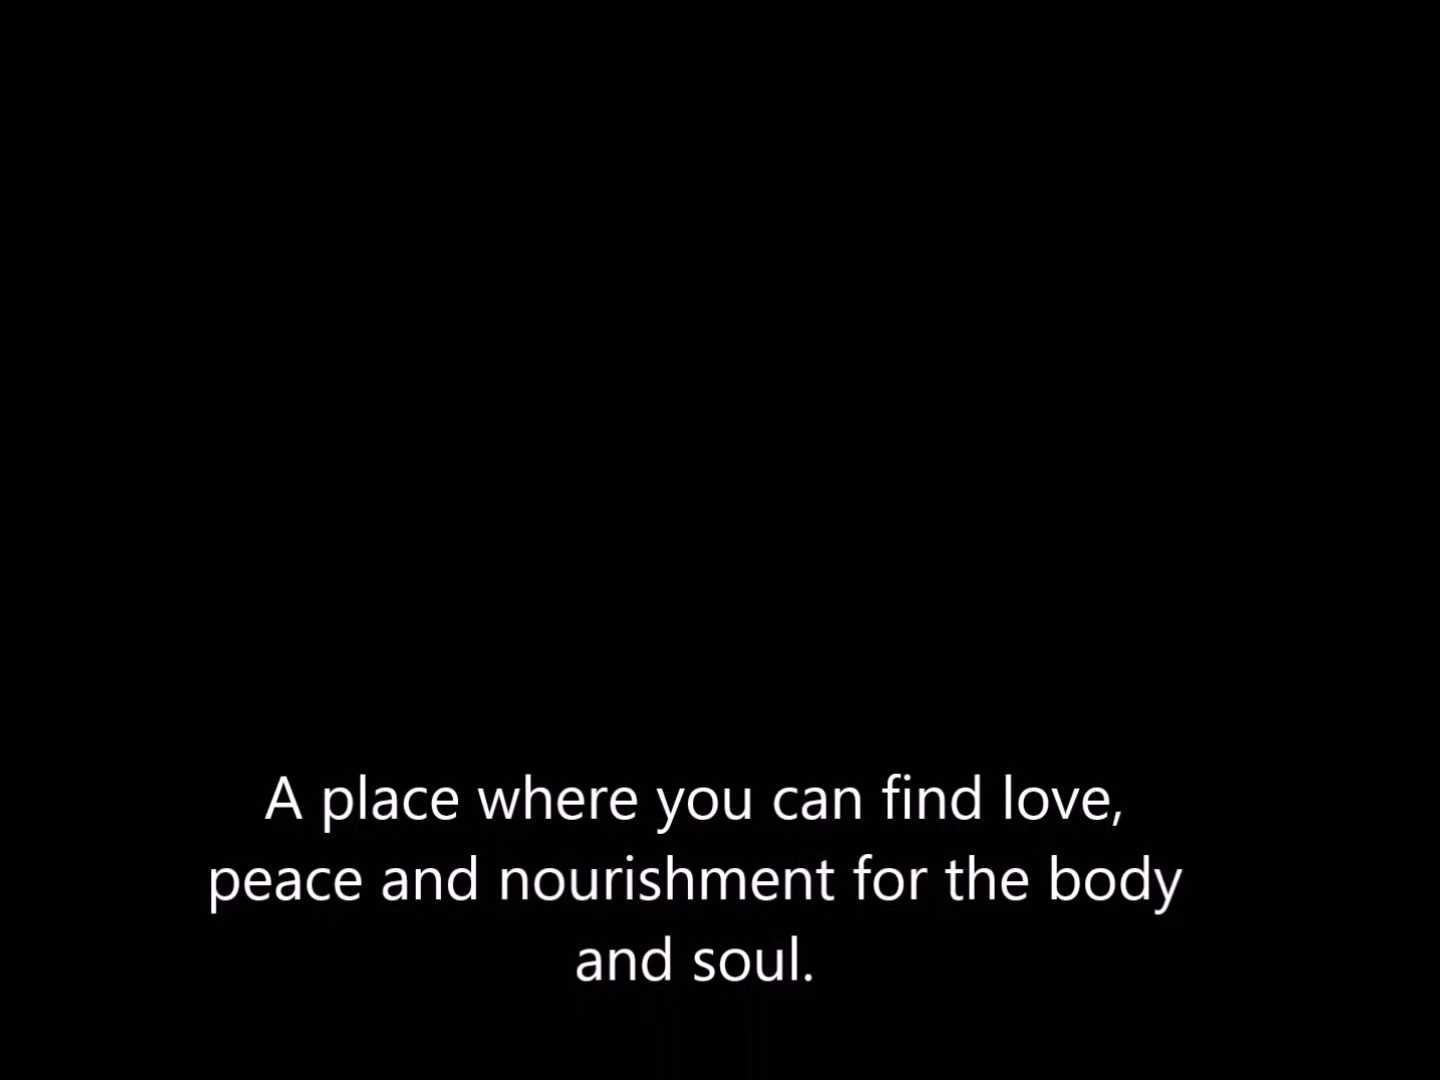 A place where you can find love,
peace and nourishment for the body
and soul.